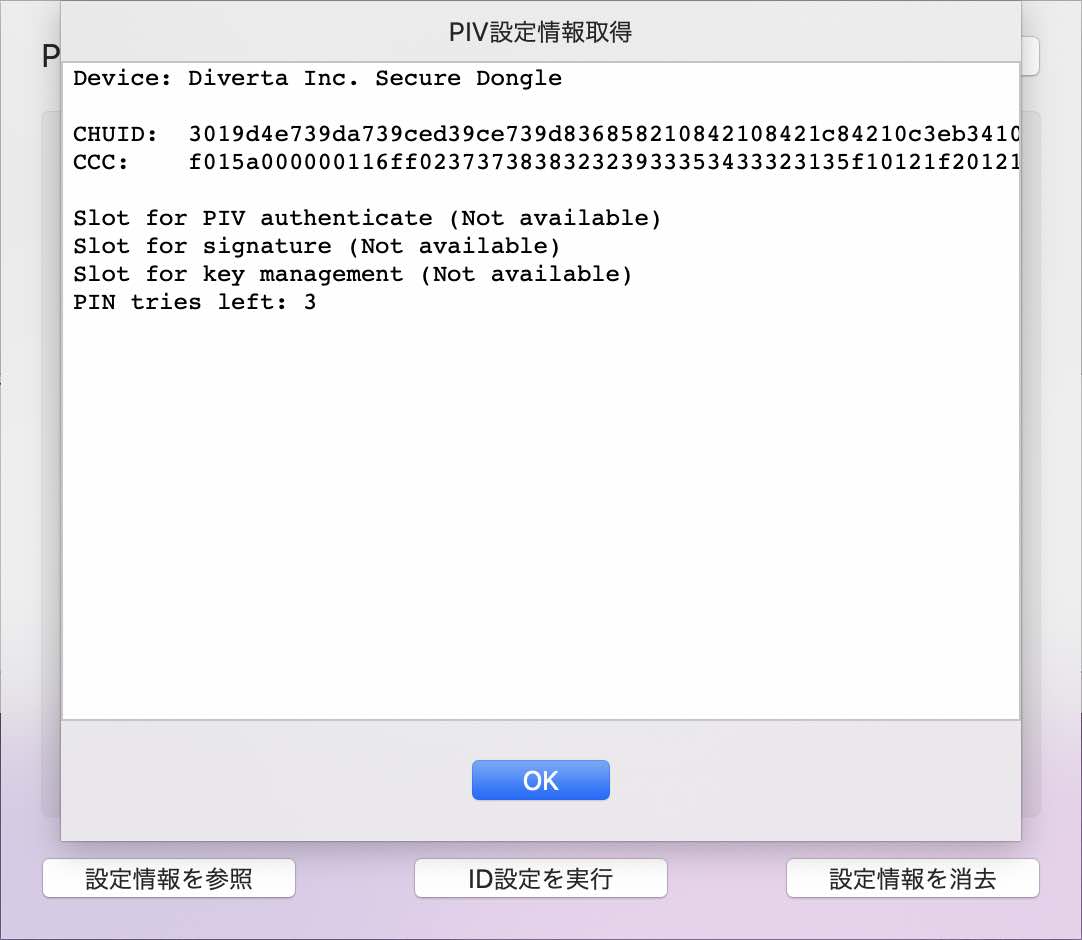 PIV設定情報取得
P
Device: Diverta Inc. Secure Dongle
CHUID: 3019d4e739da739ced39ce739d836858210842108421c84210c3eb3410
CCC: f015a000000116ff02373738383232393335343332 3135f10121f20121
Slot for PIV authenticate (Not available)
Slot for signature (Not available)
Slot for key management (Not available)
PIN tries left: 3
OK
設定情報を参照
ID設定を実行
設定情報を消去